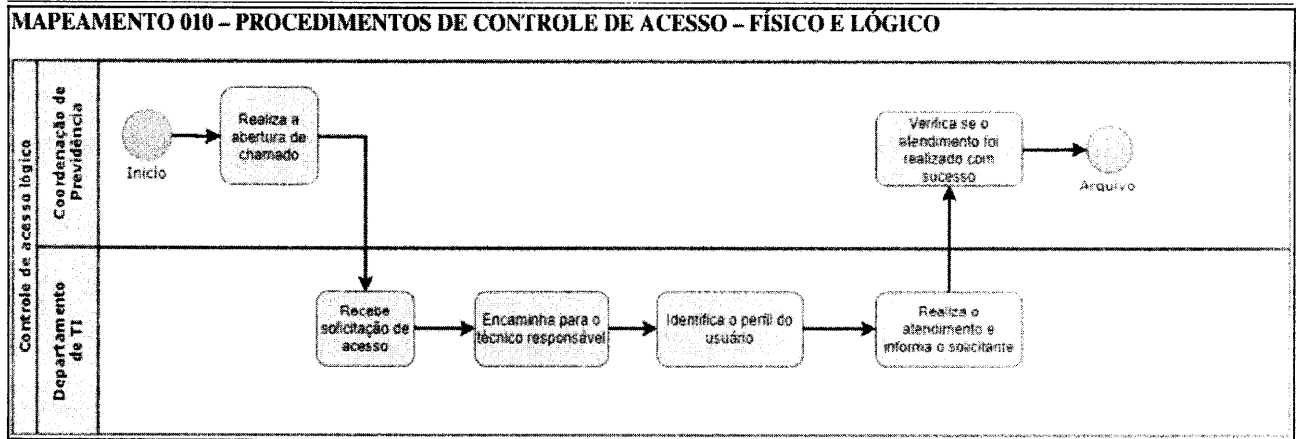 MAPEAMENTO 010 – PROCEDIMENTOS DE CONTROLE DE ACESSO – FÍSICO E LÓGICO
Controle de acesso lógico
Coordenação de
Previdência
Início
Realiza a
abertura de
chamado
Verifica se o
atendimento foi
realizado com
sucesso
Arquivo
Departamento
de TI
Recebe
solicitação de
acesso
Encaminha para o
técnico responsável
Identifica o perfil do
usuário
Realiza o
atendimento e
informa o solicitante